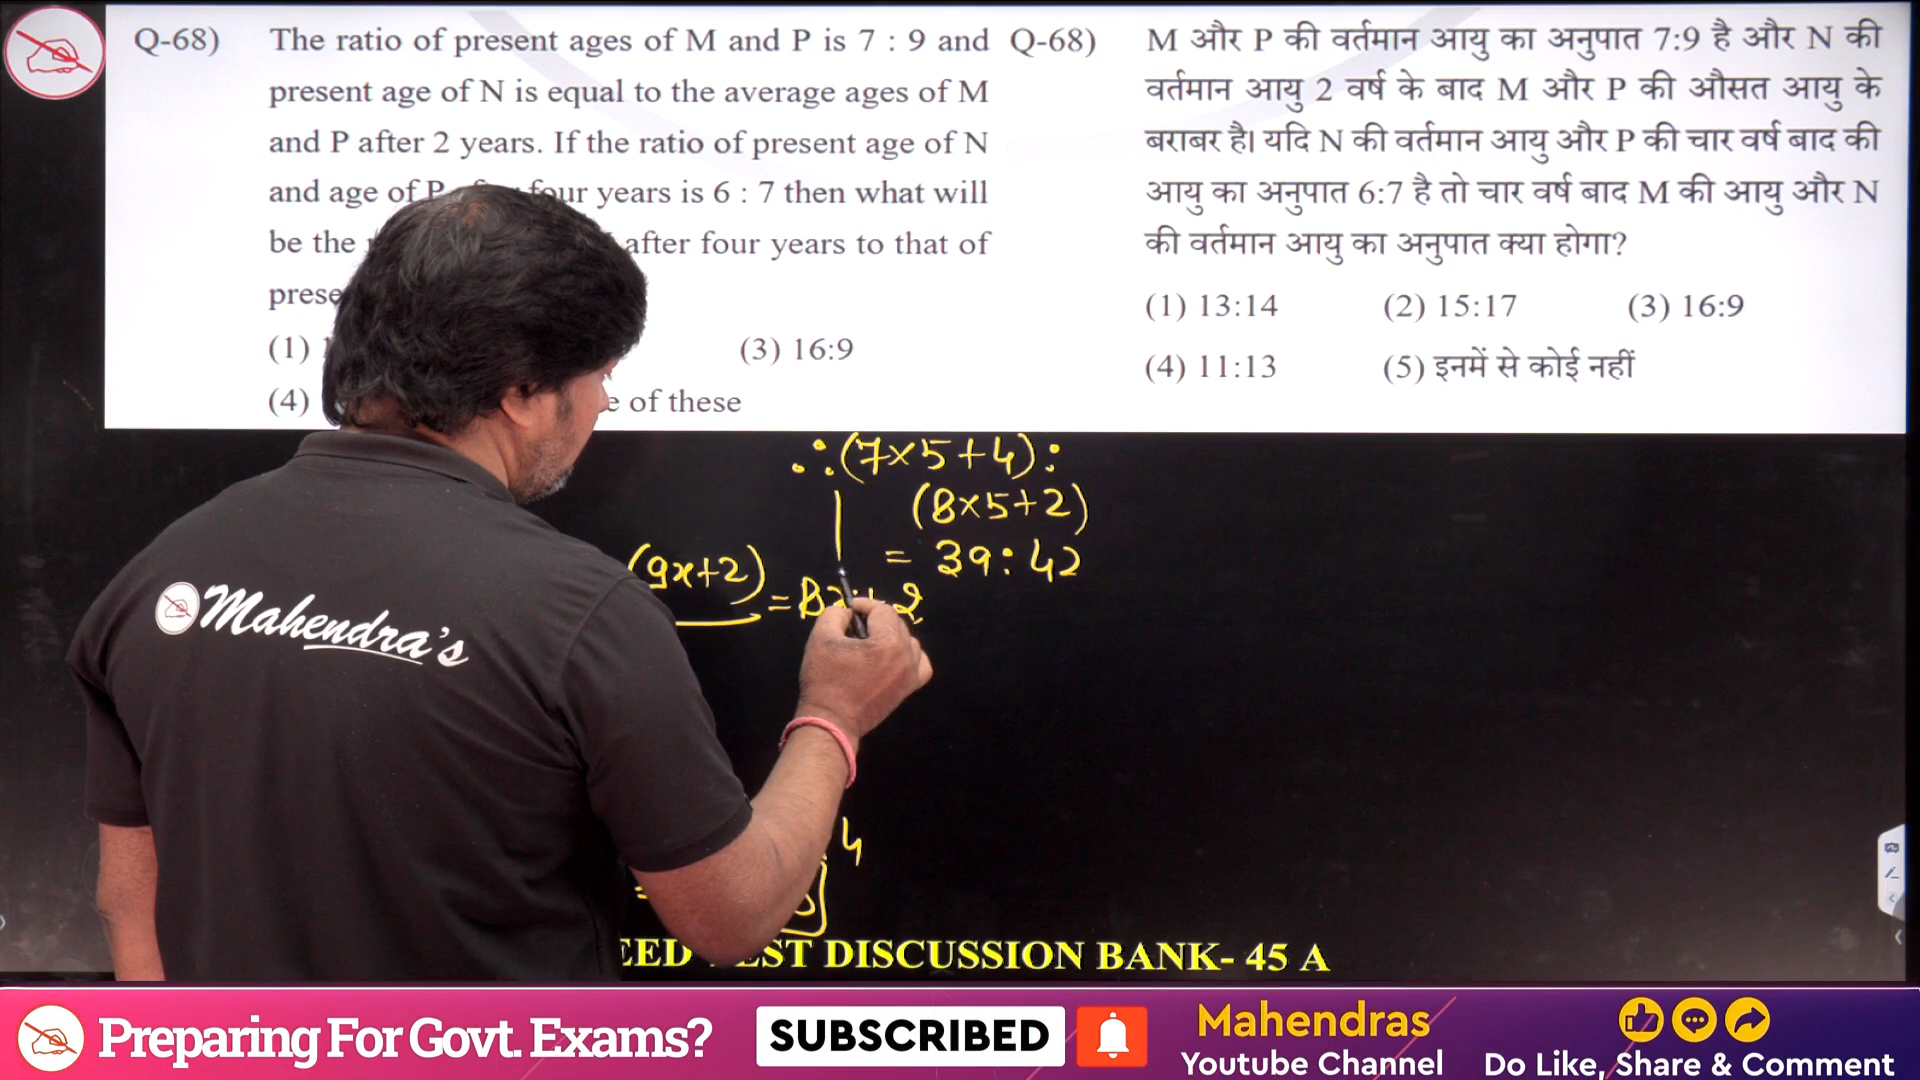 Q-68) The ratio of present ages of M and P is 7 : 9 and
present age of N is equal to the average ages of M
and P after 2 years. If the ratio of present age of N
and age of P four years is 6 : 7 then what will
be the after four years to that of
(1)
(3) 16:9
(4) of these
Q-68) M और P की वर्तमान आयु का अनुपात 7:9 है और N की
वर्तमान आयु 2 वर्ष के बाद M और P की औसत आयु के
बराबर है। यदि N की वर्तमान आयु और P की चार वर्ष बाद की
आयु का अनुपात 6:7 है तो चार वर्ष बाद M की आयु और N
की वर्तमान आयु का अनुपात क्या होगा?
(1) 13:14 (2) 15:17 (3) 16:9
(4) 11:13 (5) इनमें से कोई नहीं
∴(7×5+4):
(8×5+2)
= 39:42
(9x+2)
4
Mahendra's
DISCUSSION BANK- 45 A
Preparing For Govt. Exams?
SUBSCRIBED
Mahendras
Youtube Channel
Do Like, Share & Comment